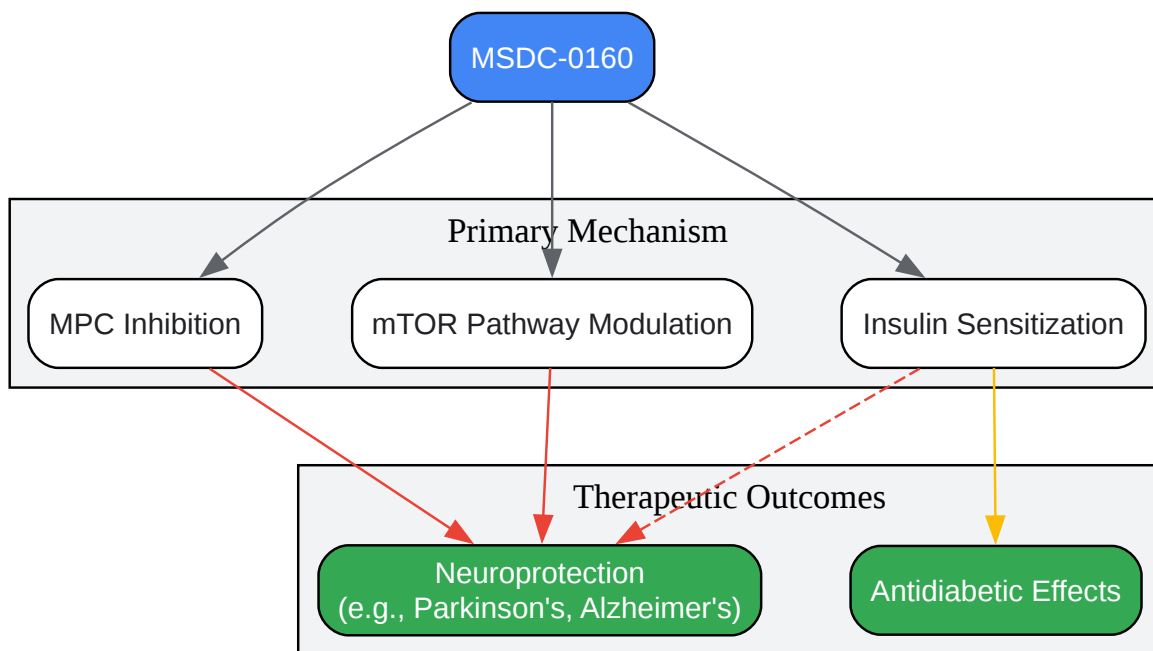 MSDC-0160
Primary Mechanism
MPC Inhibition
mTOR Pathway Modulation
Insulin Sensitization
Therapeutic Outcomes
Neuroprotection
(e.g., Parkinson's, Alzheimer's)
Antidiabetic Effects